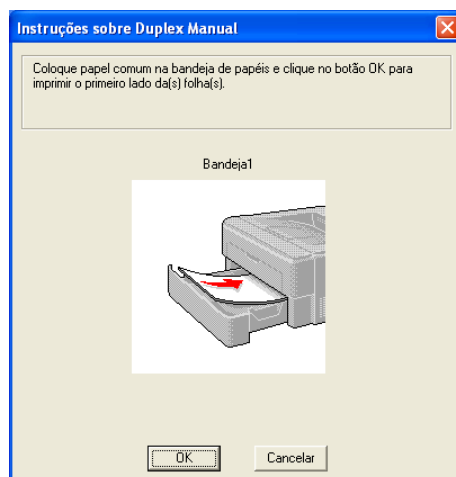 Instruções sobre Duplex Manual
Coloque papel comum na bandeja de papéis e clique no botão OK para
imprimir o primeiro lado da(s) folha(s).
Bandeja1
OK
Cancelar